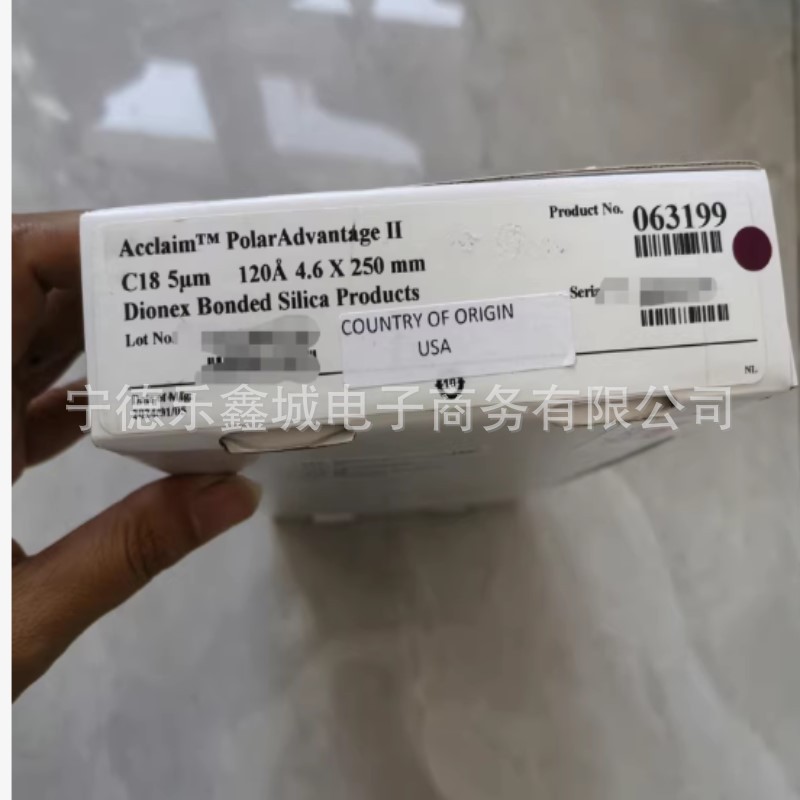 Acclaim™ PolarAdvantage II
Product No. 063199
C18 5μm 120Å 4.6 X 250 mm
Dionex Bonded Silica Products
Lot No.
COUNTRY OF ORIGIN
USA
NL
宁德乐鑫城电子商务有限公司